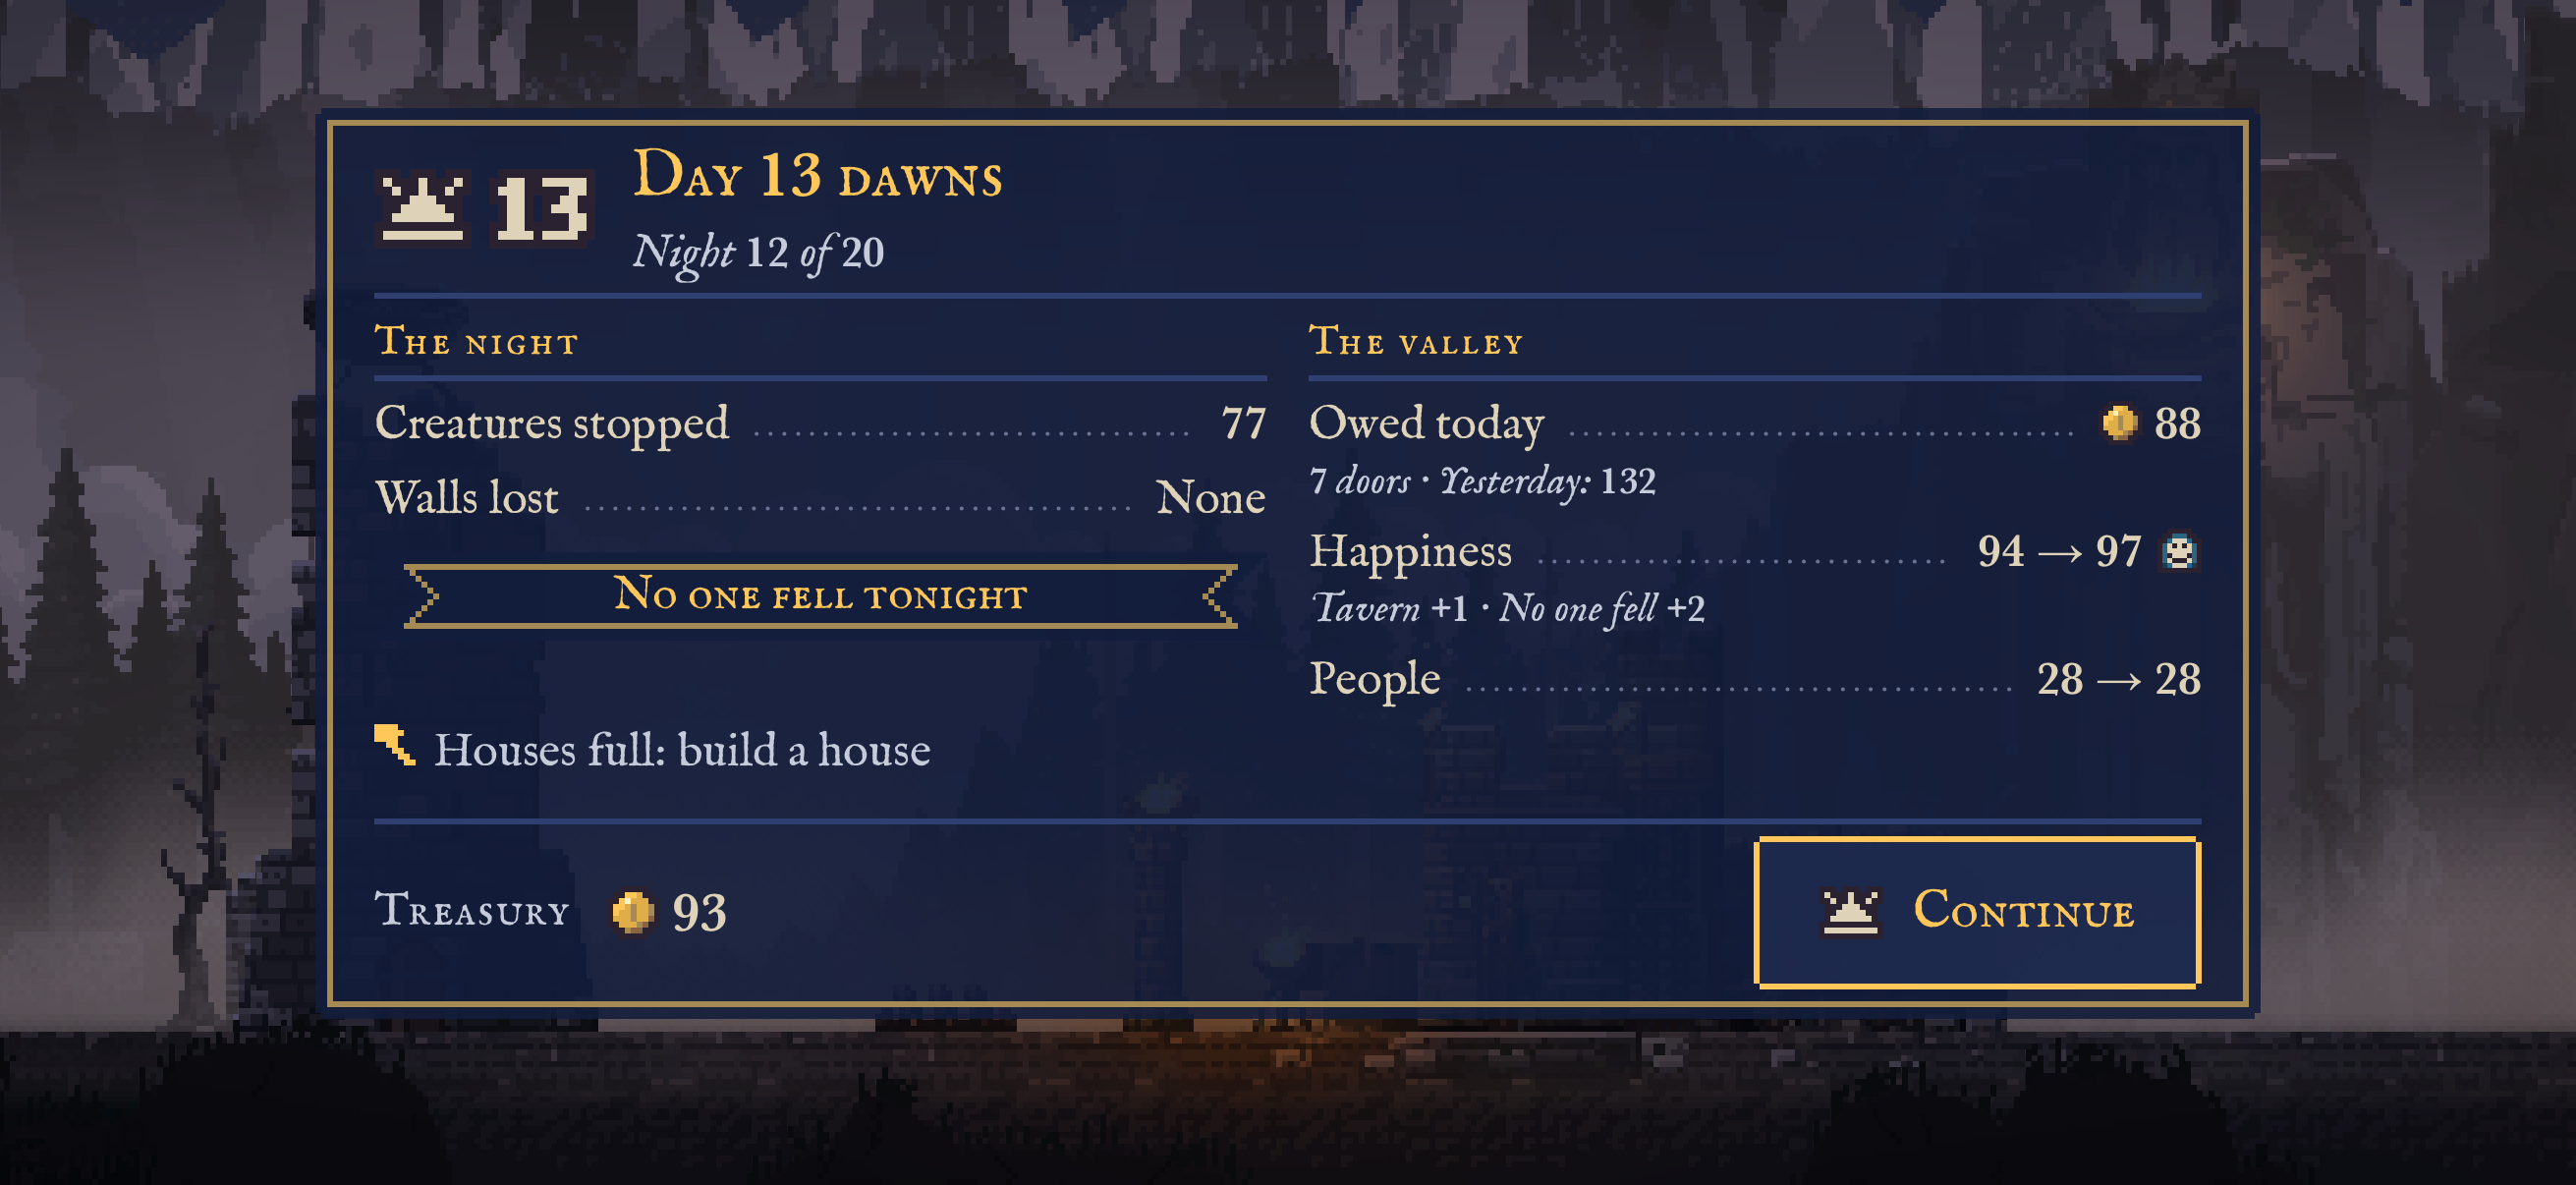 13
Day 13 dawns
Night 12 of 20
The night
Creatures stopped 77
Walls lost None
No one fell tonight
Houses full: build a house
The valley
Owed today 88
7 doors · Yesterday: 132
Happiness 94 → 97
Tavern +1 · No one fell +2
People 28 → 28
Treasury 93
Continue